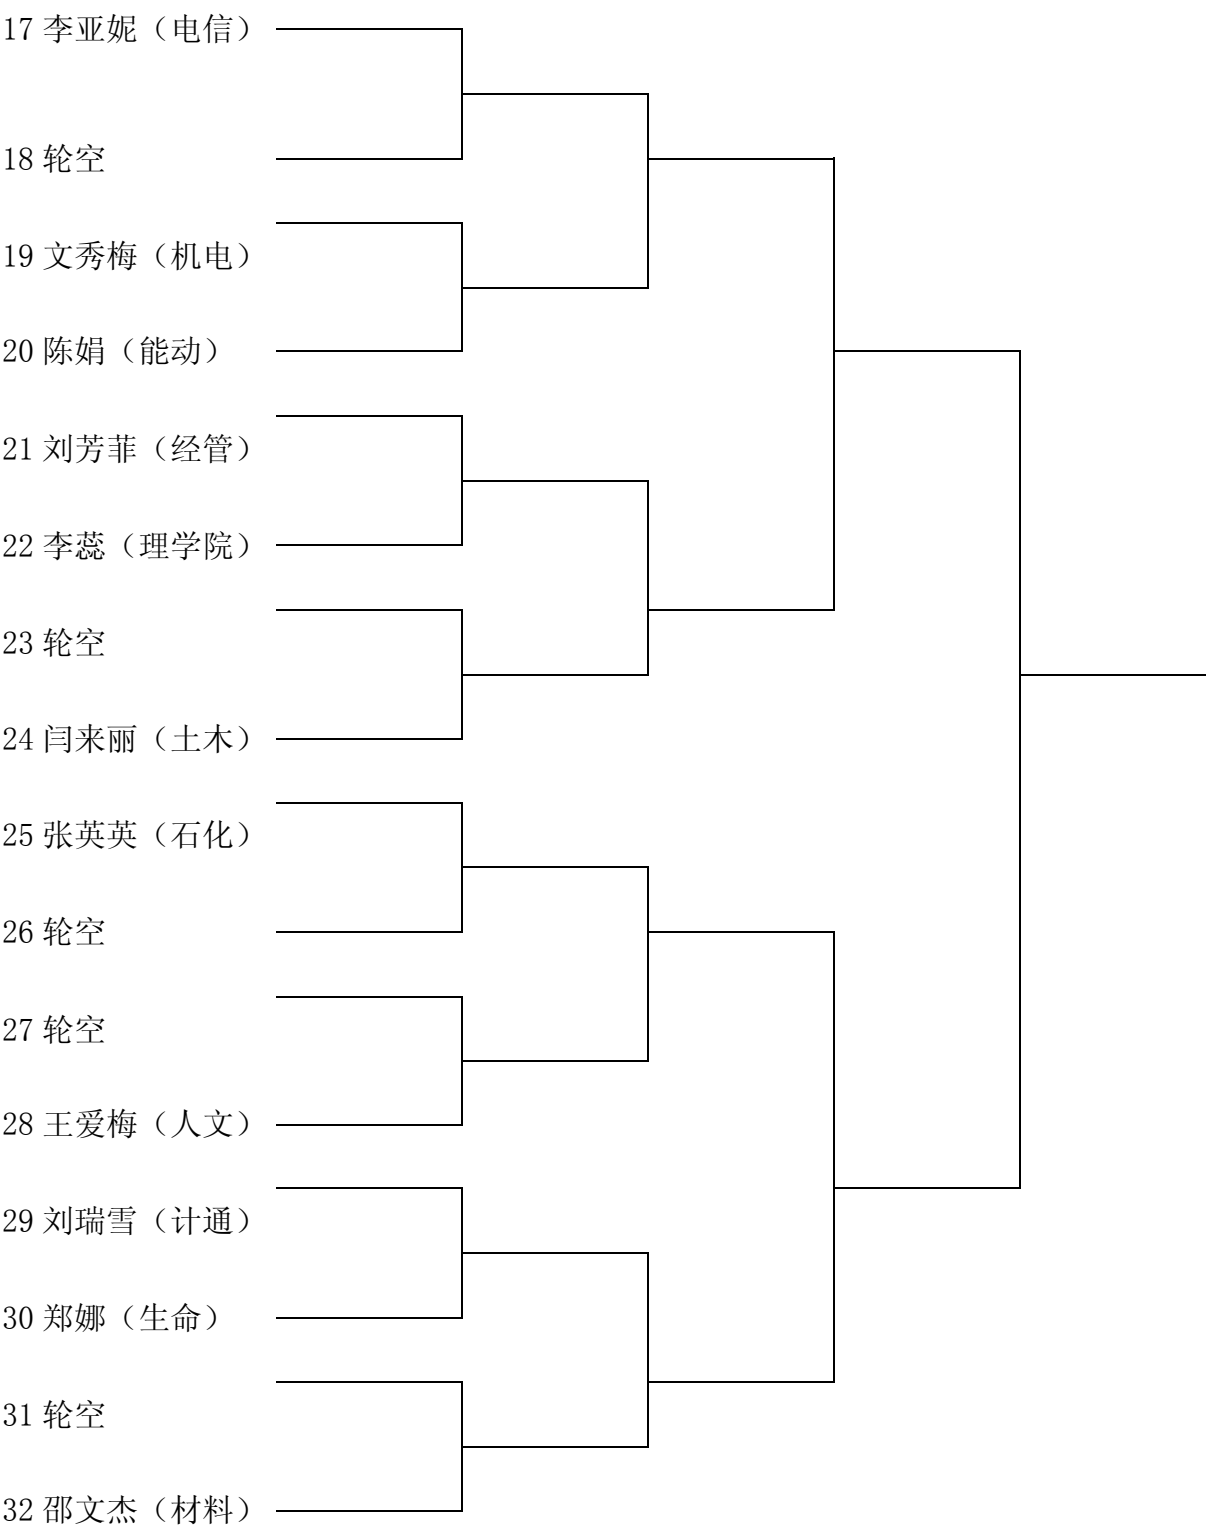 17 李亚妮（电信）
18 轮空
19 文秀梅（机电）
20 陈娟（能动）
21 刘芳菲（经管）
22 李蕊（理学院）
23 轮空
24 闫来丽（土木）
25 张英英（石化）
26 轮空
27 轮空
28 王爱梅（人文）
29 刘瑞雪（计通）
30 郑娜（生命）
31 轮空
32 邵文杰（材料）